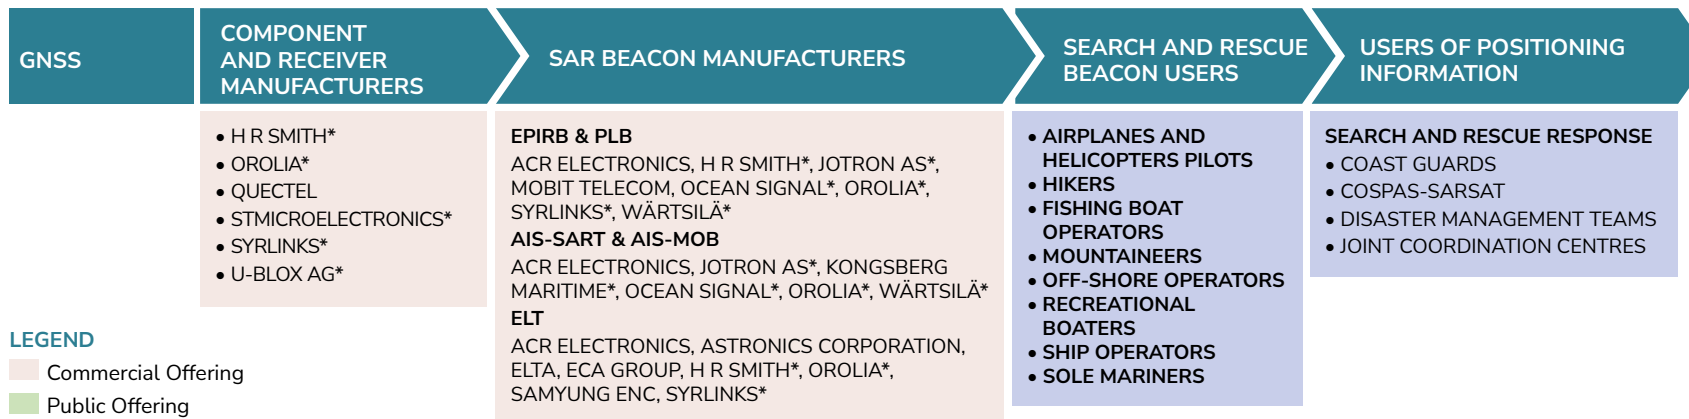 GNSS
COMPONENT
AND RECEIVER
MANUFACTURERS
SAR BEACON MANUFACTURERS
SEARCH AND RESCUE
BEACON USERS
USERS OF POSITIONING
INFORMATION
• H R SMITH*
• OROLIA*
• QUECTEL
• STMICROELECTRONICS*
• SYRLINKS*
• U-BLOX AG*
EPIRB & PLB
ACR ELECTRONICS, H R SMITH*, JOTRON AS*,
MOBIT TELECOM, OCEAN SIGNAL*, OROLIA*,
SYRLINKS*, WÄRTSILÄ*
AIS-SART & AIS-MOB
ACR ELECTRONICS, JOTRON AS*, KONGSBERG
MARITIME*, OCEAN SIGNAL*, OROLIA*, WÄRTSILÄ*
ELT
ACR ELECTRONICS, ASTRONICS CORPORATION,
ELTA, ECA GROUP, H R SMITH*, OROLIA*,
SAMYUNG ENC, SYRLINKS*
• AIRPLANES AND
HELICOPTERS PILOTS
• HIKERS
• FISHING BOAT
OPERATORS
• MOUNTAINEERS
• OFF-SHORE OPERATORS
• RECREATIONAL
BOATERS
• SHIP OPERATORS
• SOLE MARINERS
SEARCH AND RESCUE RESPONSE
• COAST GUARDS
• COSPAS-SARSAT
• DISASTER MANAGEMENT TEAMS
• JOINT COORDINATION CENTRES
LEGEND
Commercial Offering
Public Offering